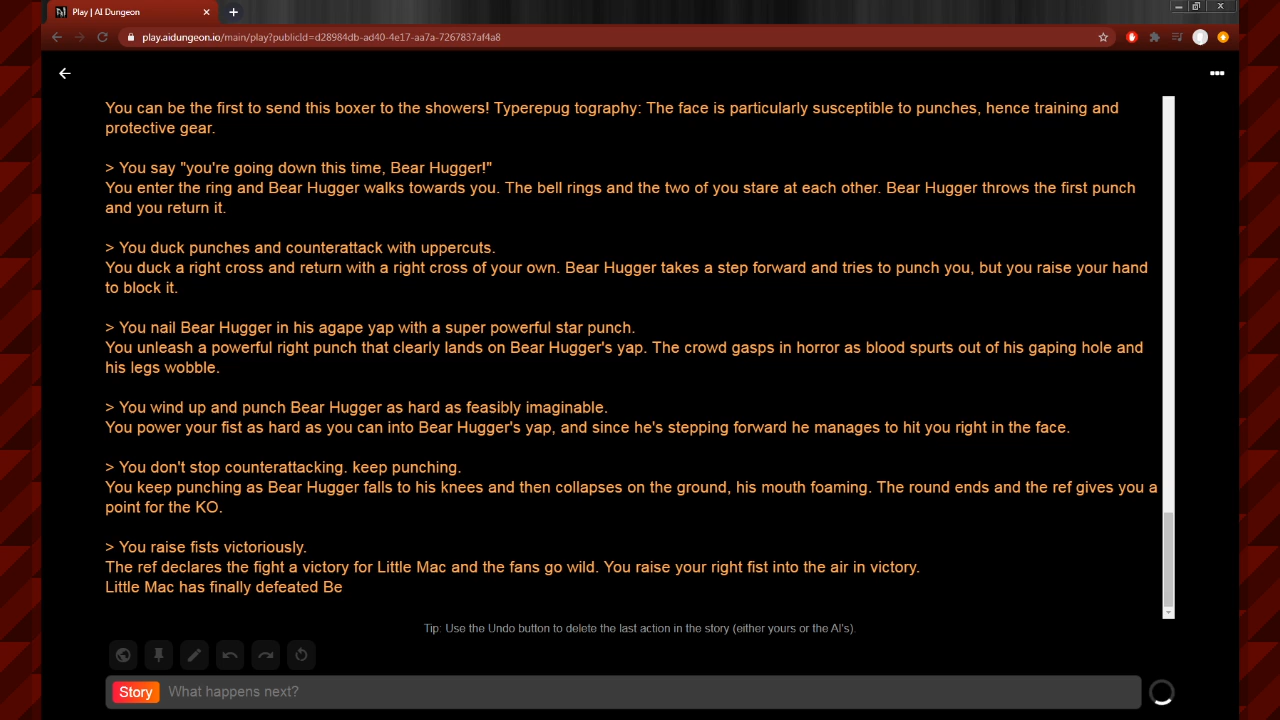 Play | AI Dungeon
play.aidungeon.io/main/play?publicId=d28984db-ad40-4e17-aa7a-7267837af4a8
You can be the first to send this boxer to the showers! Typerepug tography: The face is particularly susceptible to punches, hence training and
protective gear.
> You say "you're going down this time, Bear Hugger!"
You enter the ring and Bear Hugger walks towards you. The bell rings and the two of you stare at each other. Bear Hugger throws the first punch
and you return it.
> You duck punches and counterattack with uppercuts.
You duck a right cross and return with a right cross of your own. Bear Hugger takes a step forward and tries to punch you, but you raise your hand
to block it.
> You nail Bear Hugger in his agape yap with a super powerful star punch.
You unleash a powerful right punch that clearly lands on Bear Hugger's yap. The crowd gasps in horror as blood spurts out of his gaping hole and
his legs wobble.
> You wind up and punch Bear Hugger as hard as feasibly imaginable.
You power your fist as hard as you can into Bear Hugger's yap, and since he's stepping forward he manages to hit you right in the face.
> You don't stop counterattacking. keep punching.
You keep punching as Bear Hugger falls to his knees and then collapses on the ground, his mouth foaming. The round ends and the ref gives you a
point for the KO.
> You raise fists victoriously.
The ref declares the fight a victory for Little Mac and the fans go wild. You raise your right fist into the air in victory.
Little Mac has finally defeated Be
Tip: Use the Undo button to delete the last action in the story (either yours or the AI's).
Story What happens next?